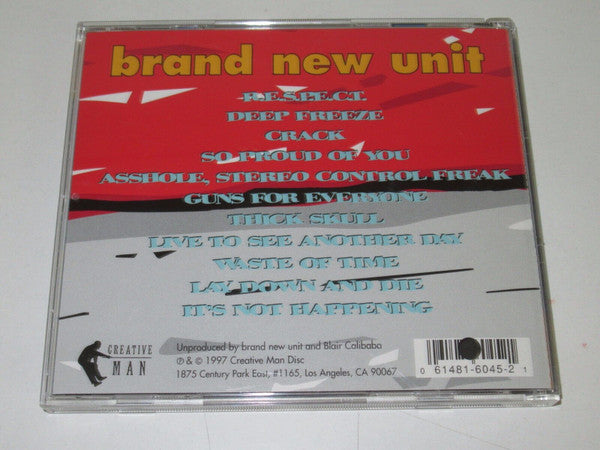 brand new unit
R.E.S.P.E.C.T.
DEEP FREEZE
CRACK
SO PROUD OF YOU
ASSHOLE, STEREO CONTROL FREAK
GUNS FOR EVERYONE
THICK SKULL
LIVE TO SEE ANOTHER DAY
WASTE OF TIME
LAY DOWN AND DIE
IT'S NOT HAPPENING
CREATIVE
MAN
Unproduced by brand new unit and Blair Calibaba
℗ & © 1997 Creative Man Disc
1875 Century Park East, #1165, Los Angeles, CA 90067
0 61481-6045-2 1